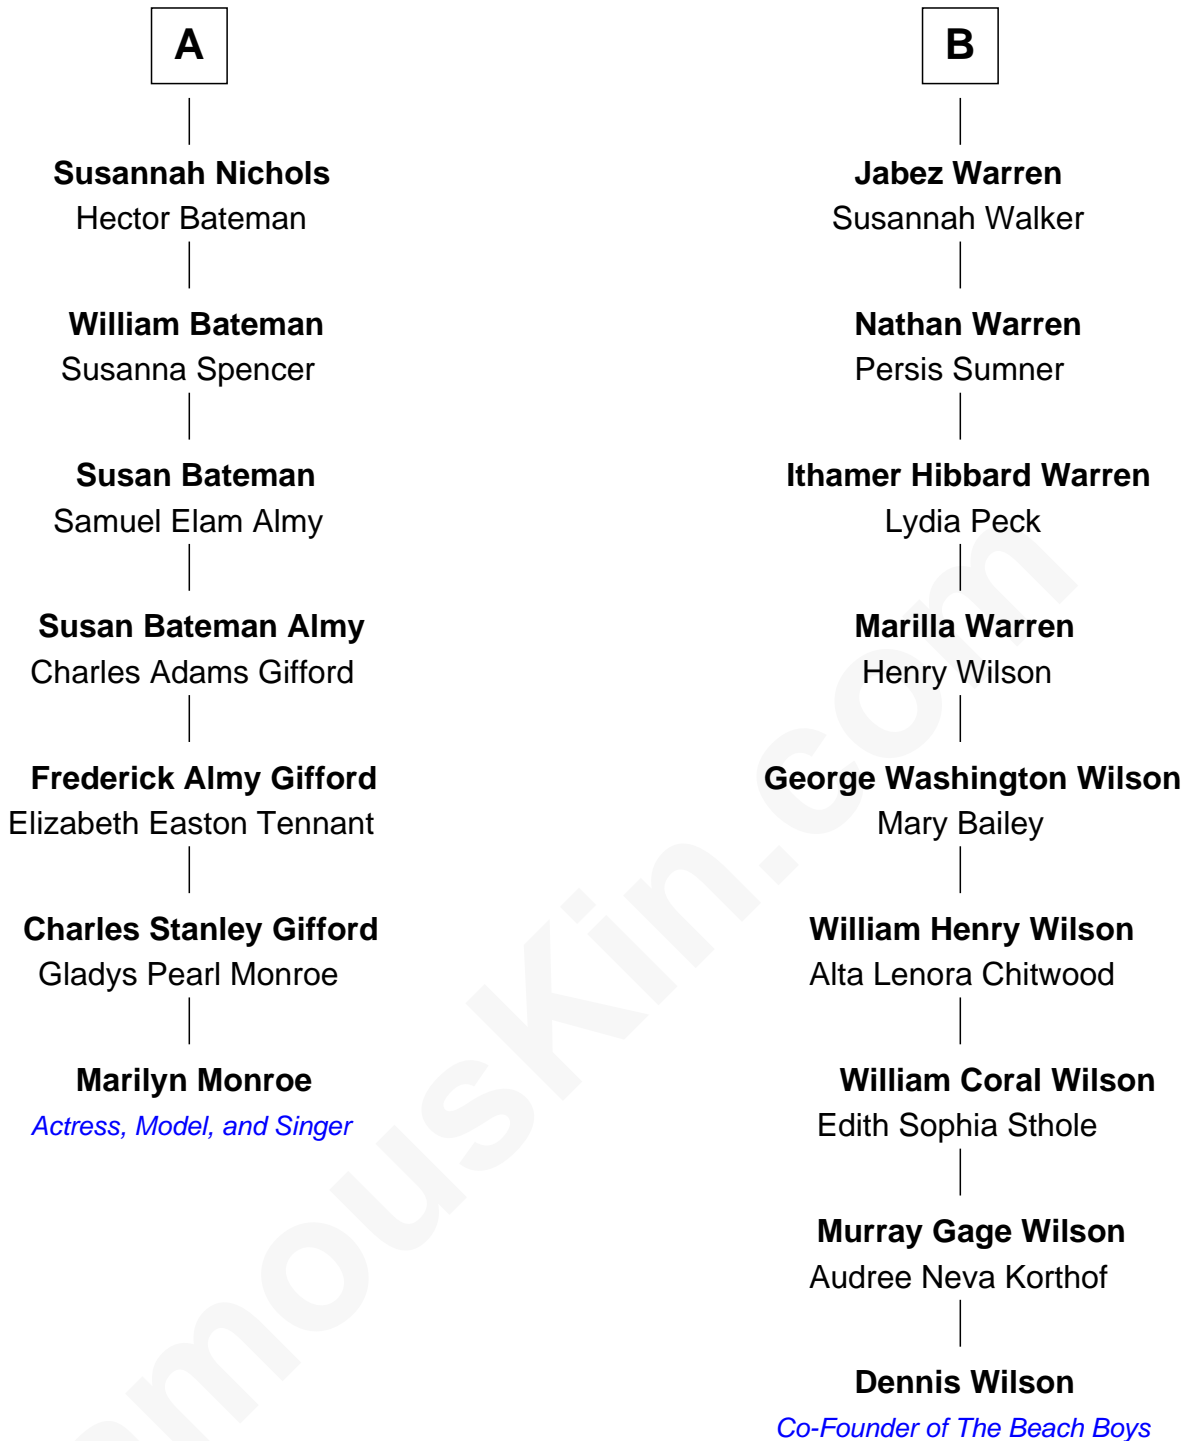 A
Susannah Nichols
Hector Bateman
William Bateman
Susanna Spencer
Susan Bateman
Samuel Elam Almy
Susan Bateman Almy
Charles Adams Gifford
Frederick Almy Gifford
Elizabeth Easton Tennant
Charles Stanley Gifford
Gladys Pearl Monroe
Marilyn Monroe
Actress, Model, and Singer
B
Jabez Warren
Susannah Walker
Nathan Warren
Persis Sumner
Ithamer Hibbard Warren
Lydia Peck
Marilla Warren
Henry Wilson
George Washington Wilson
Mary Bailey
William Henry Wilson
Alta Lenora Chitwood
William Coral Wilson
Edith Sophia Sthole
Murray Gage Wilson
Audree Neva Korthof
Dennis Wilson
Co-Founder of The Beach Boys
amousKin.com